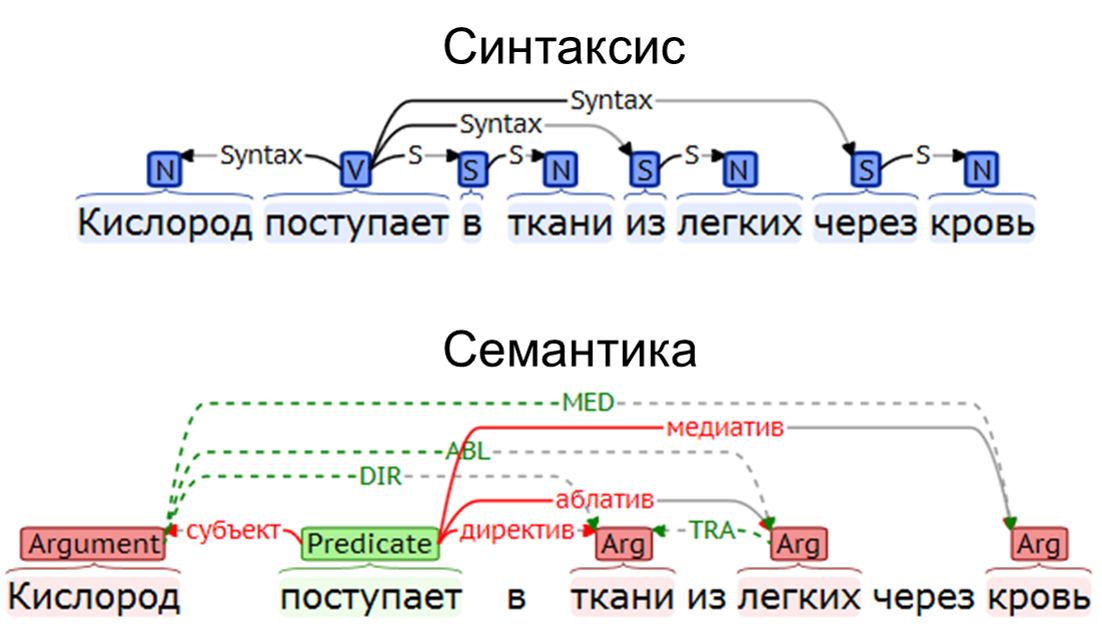 Синтаксис
Syntax
Syntax
Syntax S S S S
N V S N S N S N
Кислород поступает в ткани из легких через кровь
Семантика
MED
медиатив
ABL
DIR
аблатив
субъект директив TRA
Argument Predicate Arg Arg Arg
Кислород поступает в ткани из легких через кровь